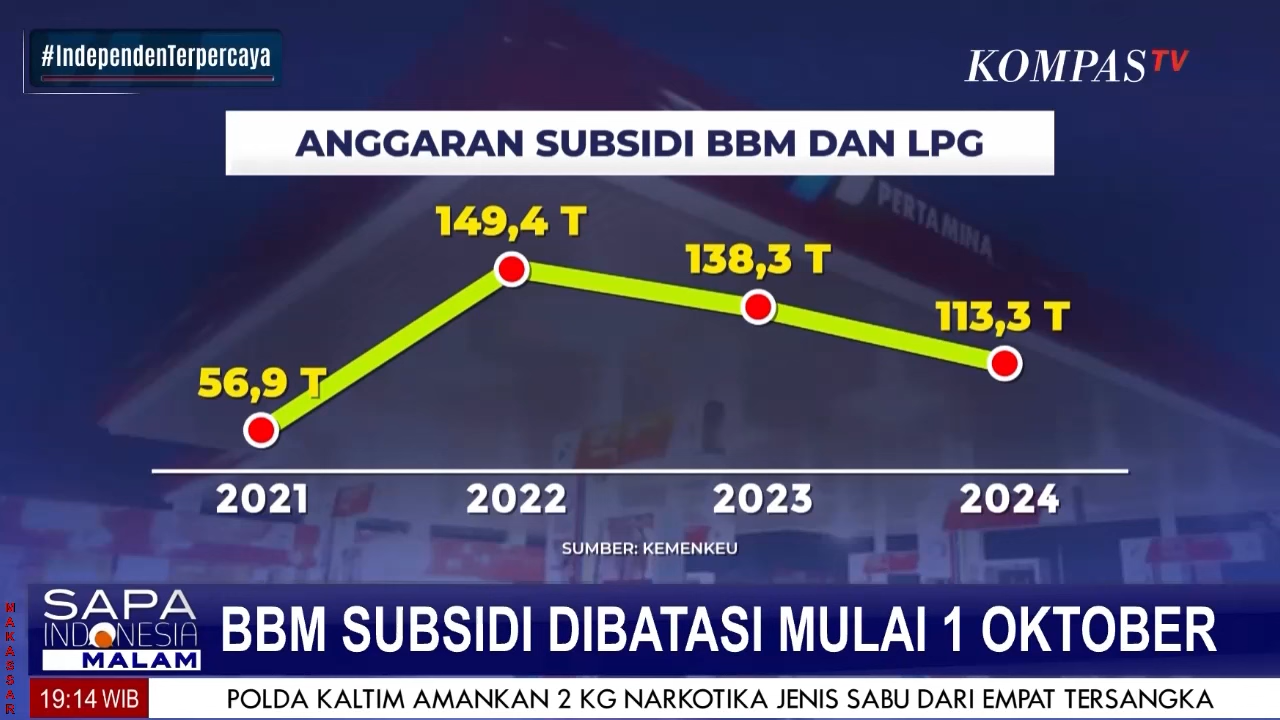 #IndependenTerpercaya
KOMPAS TV
ANGGARAN SUBSIDI BBM DAN LPG
PERTAMINA
149,4 T
138,3 T
113,3 T
56,9 T
2021 2022 2023 2024
SUMBER: KEMENKEU
SAPA
INDONESIA
MALAM
BBM SUBSIDI DIBATASI MULAI 1 OKTOBER
MAKASSAR
19:14 WIB
POLDA KALTIM AMANKAN 2 KG NARKOTIKA JENIS SABU DARI EMPAT TERSANGKA